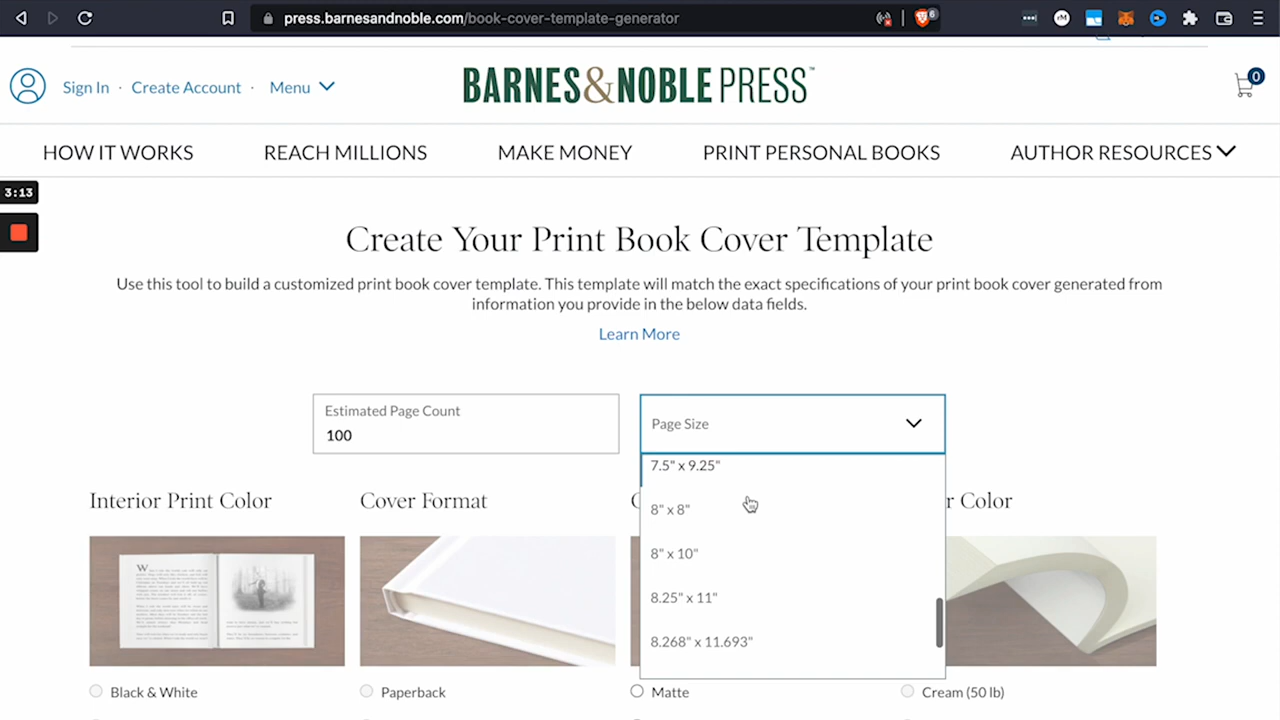 press.barnesandnoble.com/book-cover-template-generator
6
Sign In · Create Account · Menu
BARNES&NOBLE PRESS™
0
HOW IT WORKS
REACH MILLIONS
MAKE MONEY
PRINT PERSONAL BOOKS
AUTHOR RESOURCES
3:13
Create Your Print Book Cover Template
Use this tool to build a customized print book cover template. This template will match the exact specifications of your print book cover generated from
information you provide in the below data fields.
Learn More
Estimated Page Count
100
Page Size
7.5" x 9.25"
8" x 8"
8" x 10"
8.25" x 11"
8.268" x 11.693"
Interior Print Color
Cover Format
Color
Black & White
Paperback
Matte
Cream (50 lb)